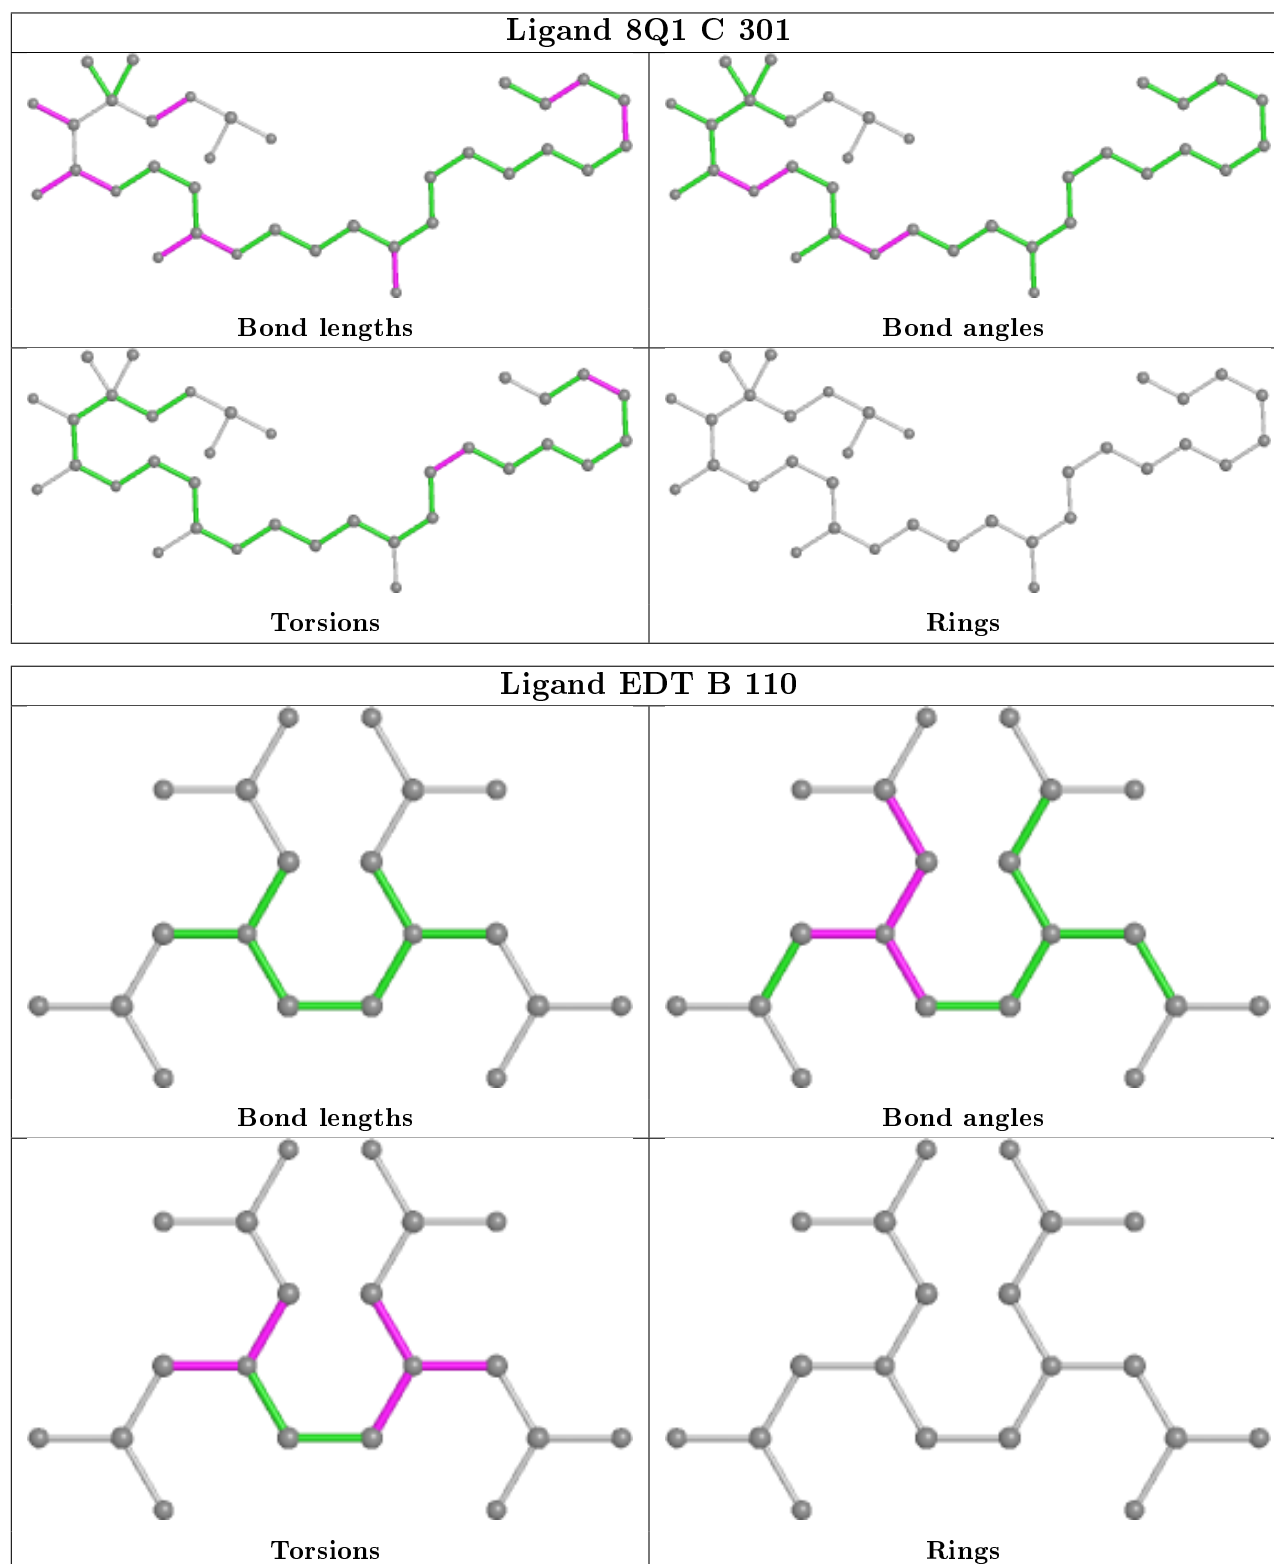 Ligand 8Q1 C 301
Bond lengths
Bond angles
Torsions
Rings
Ligand EDT B 110
Bond lengths
Bond angles
Torsions
Rings